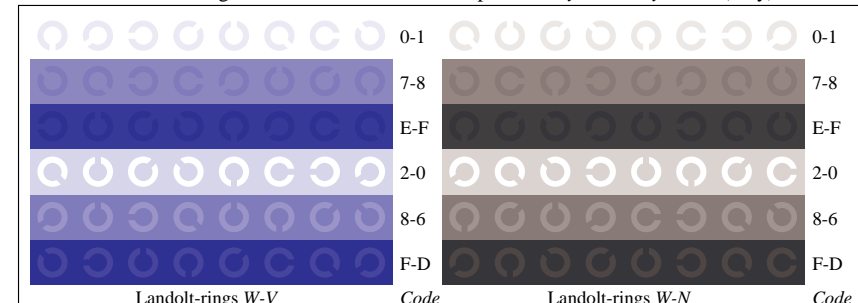 0-1 0-1
7-8 7-8
E-F E-F
2-0 2-0
8-6 8-6
F-D F-D
Landolt-rings W-V Code Landolt-rings W-N Code